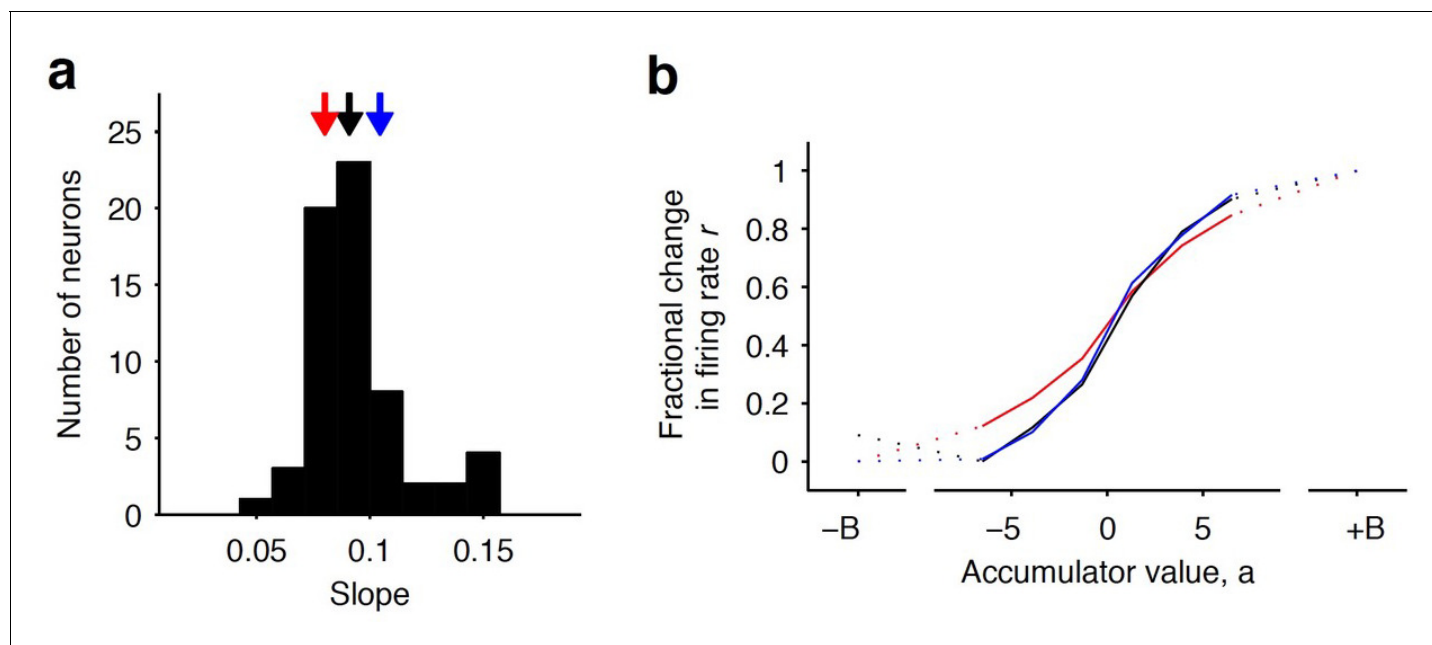 a
25
20
15
10
5
0
Number of neurons
0.05
0.1
0.15
Slope
b
1
0.8
0.6
0.4
0.2
0
Fractional change
in firing rate r
−B
−5
0
5
+B
Accumulator value, a